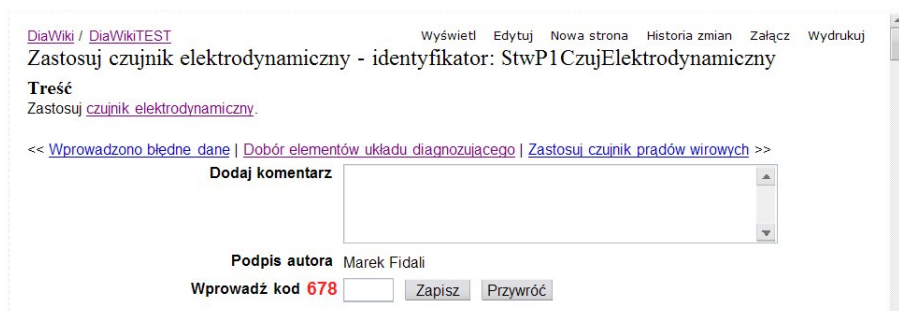 DiaWiki / DiaWikiTEST Wyświetl Edytuj Nowa strona Historia zmian Załącz Wydrukuj
Zastosuj czujnik elektrodynamiczny - identyfikator: StwP1CzujElektrodynamiczny
Treść
Zastosuj czujnik elektrodynamiczny.
<< Wprowadzono błędne dane | Dobór elementów układu diagnozującego | Zastosuj czujnik prądów wirowych >>
Dodaj komentarz
Podpis autora Marek Fidali
Wprowadź kod 678 Zapisz Przywróć